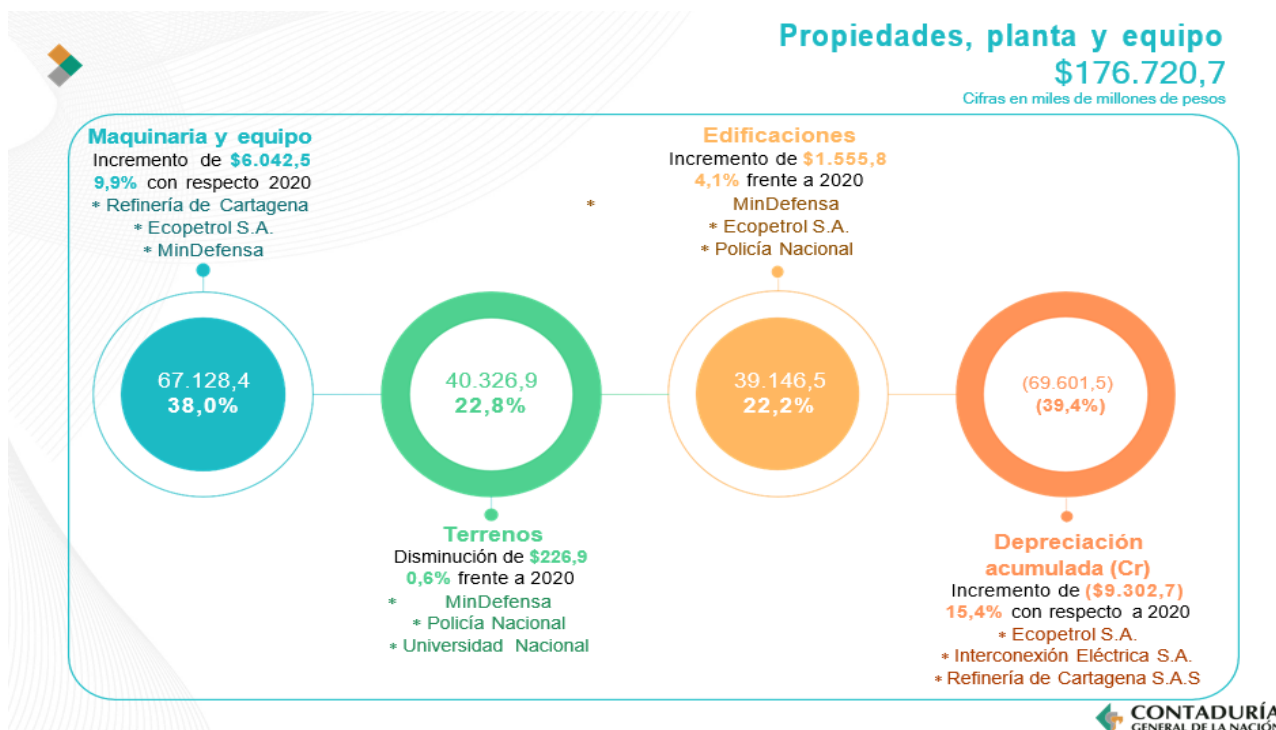 Propiedades, planta y equipo
$176.720,7
Cifras en miles de millones de pesos
Maquinaria y equipo
Incremento de $6.042,5
9,9% con respecto 2020
* Refinería de Cartagena
* Ecopetrol S.A.
* MinDefensa
67.128,4
38,0%
40.326,9
22,8%
Terrenos
Disminución de $226,9
0,6% frente a 2020
* MinDefensa
* Policía Nacional
* Universidad Nacional
Edificaciones
Incremento de $1.555,8
4,1% frente a 2020
* MinDefensa
* Ecopetrol S.A.
* Policía Nacional
39.146,5
22,2%
(69.601,5)
(39,4%)
Depreciación
acumulada (Cr)
Incremento de ($9.302,7)
15,4% con respecto a 2020
* Ecopetrol S.A.
* Interconexión Eléctrica S.A.
* Refinería de Cartagena S.A.S
CONTADURÍA
GENERAL DE LA NACIÓN